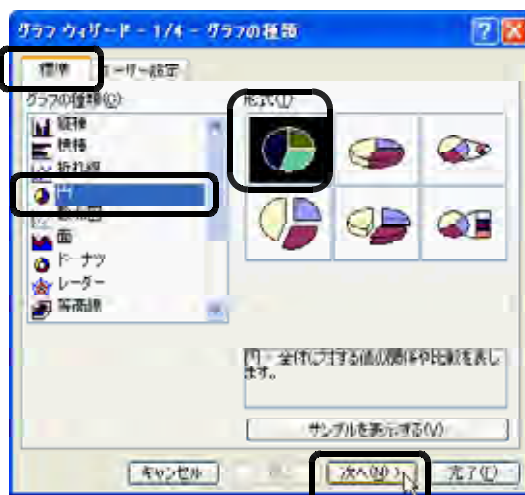 グラフ ウィザード - 1/4 - グラフの種類
標準
ユーザー設定
グラフの種類(C)
形式(T)
縦棒
横棒
折れ線
円
散布図
面
ドーナツ
レーダー
等高線
円 - 全体に対する値の関係や比較を表し
ます。
サンプルを表示する(V)
キャンセル
次へ(N) >
完了(F)